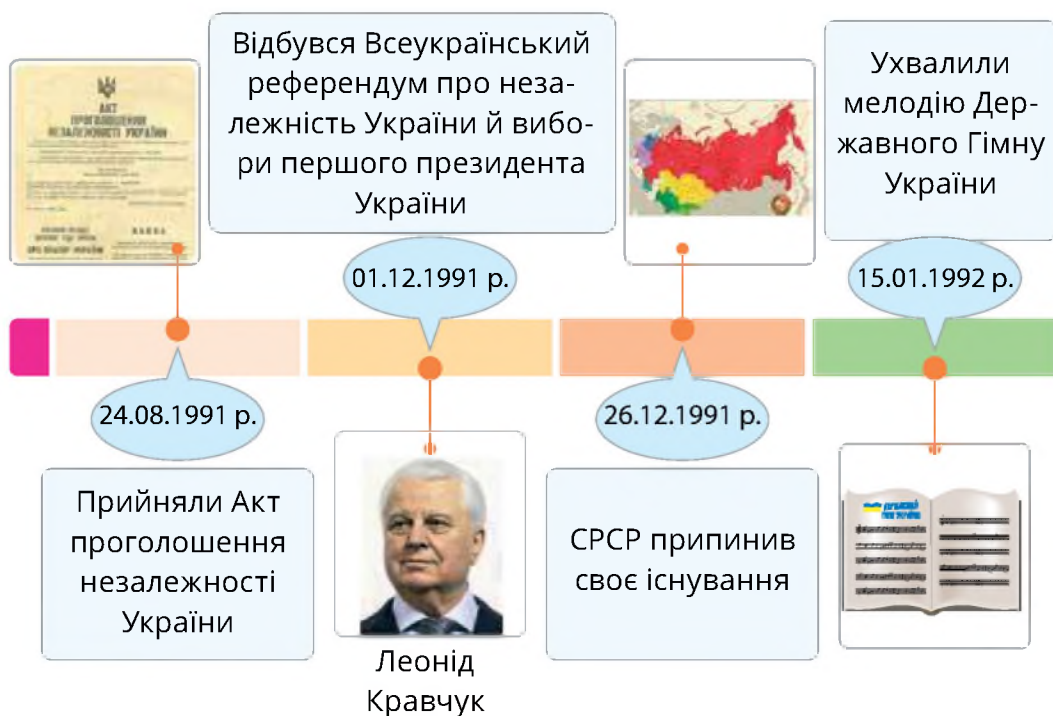 АКТ
ПРОГОЛОШЕННЯ
НЕЗАЛЕЖНОСТІ УКРАЇНИ
24.08.1991 р.
Прийняли Акт
проголошення
незалежності
України
Відбувся Всеукраїнський
референдум про неза-
лежність України й вибо-
ри першого президента
України
01.12.1991 р.
Леонід
Кравчук
26.12.1991 р.
СРСР припинив
своє існування
Ухвалили
мелодію Дер-
жавного Гімну
України
15.01.1992 р.